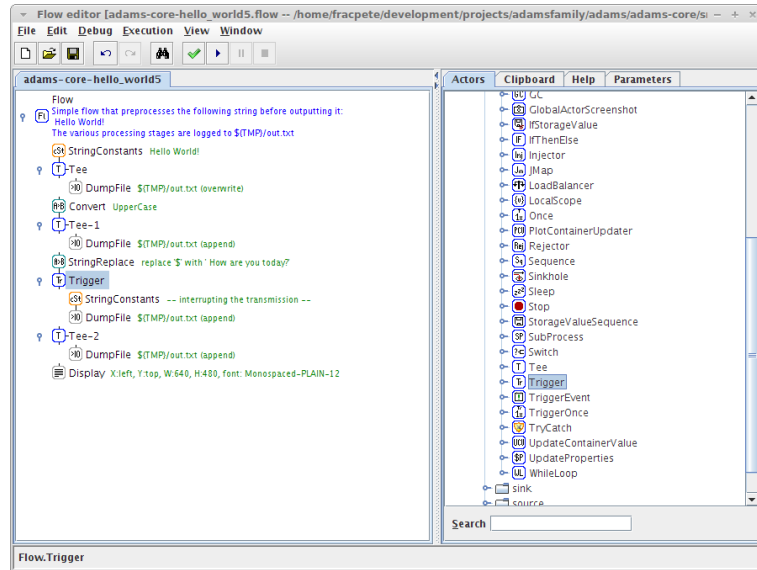 Flow editor [adams-core-hello_world5.flow -- /home/fracpete/development/projects/adamsfamily/adams/adams-core/s
File Edit Debug Execution View Window
adams-core-hello_world5
Flow
Simple flow that preprocesses the following string before outputting it:
Hello World!
The various processing stages are logged to $(TMP)/out.txt
StringConstants Hello World!
Tee
DumpFile $(TMP)/out.txt (overwrite)
Convert UpperCase
Tee-1
DumpFile $(TMP)/out.txt (append)
StringReplace replace '$' with ' How are you today?'
Trigger
StringConstants -- interrupting the transmission --
DumpFile $(TMP)/out.txt (append)
Tee-2
DumpFile $(TMP)/out.txt (append)
Display X:left, Y:top, W:640, H:480, font: Monospaced-PLAIN-12
Actors Clipboard Help Parameters
GC
GlobalActorScreenshot
IfStorageValue
IfThenElse
Injector
JMap
LoadBalancer
LocalScope
Once
PlotContainerUpdater
Rejector
Sequence
Sinkhole
Sleep
Stop
StorageValueSequence
SubProcess
Switch
Tee
Trigger
TriggerEvent
TriggerOnce
TryCatch
UpdateContainerValue
UpdateProperties
WhileLoop
sink
source
Search
Flow.Trigger